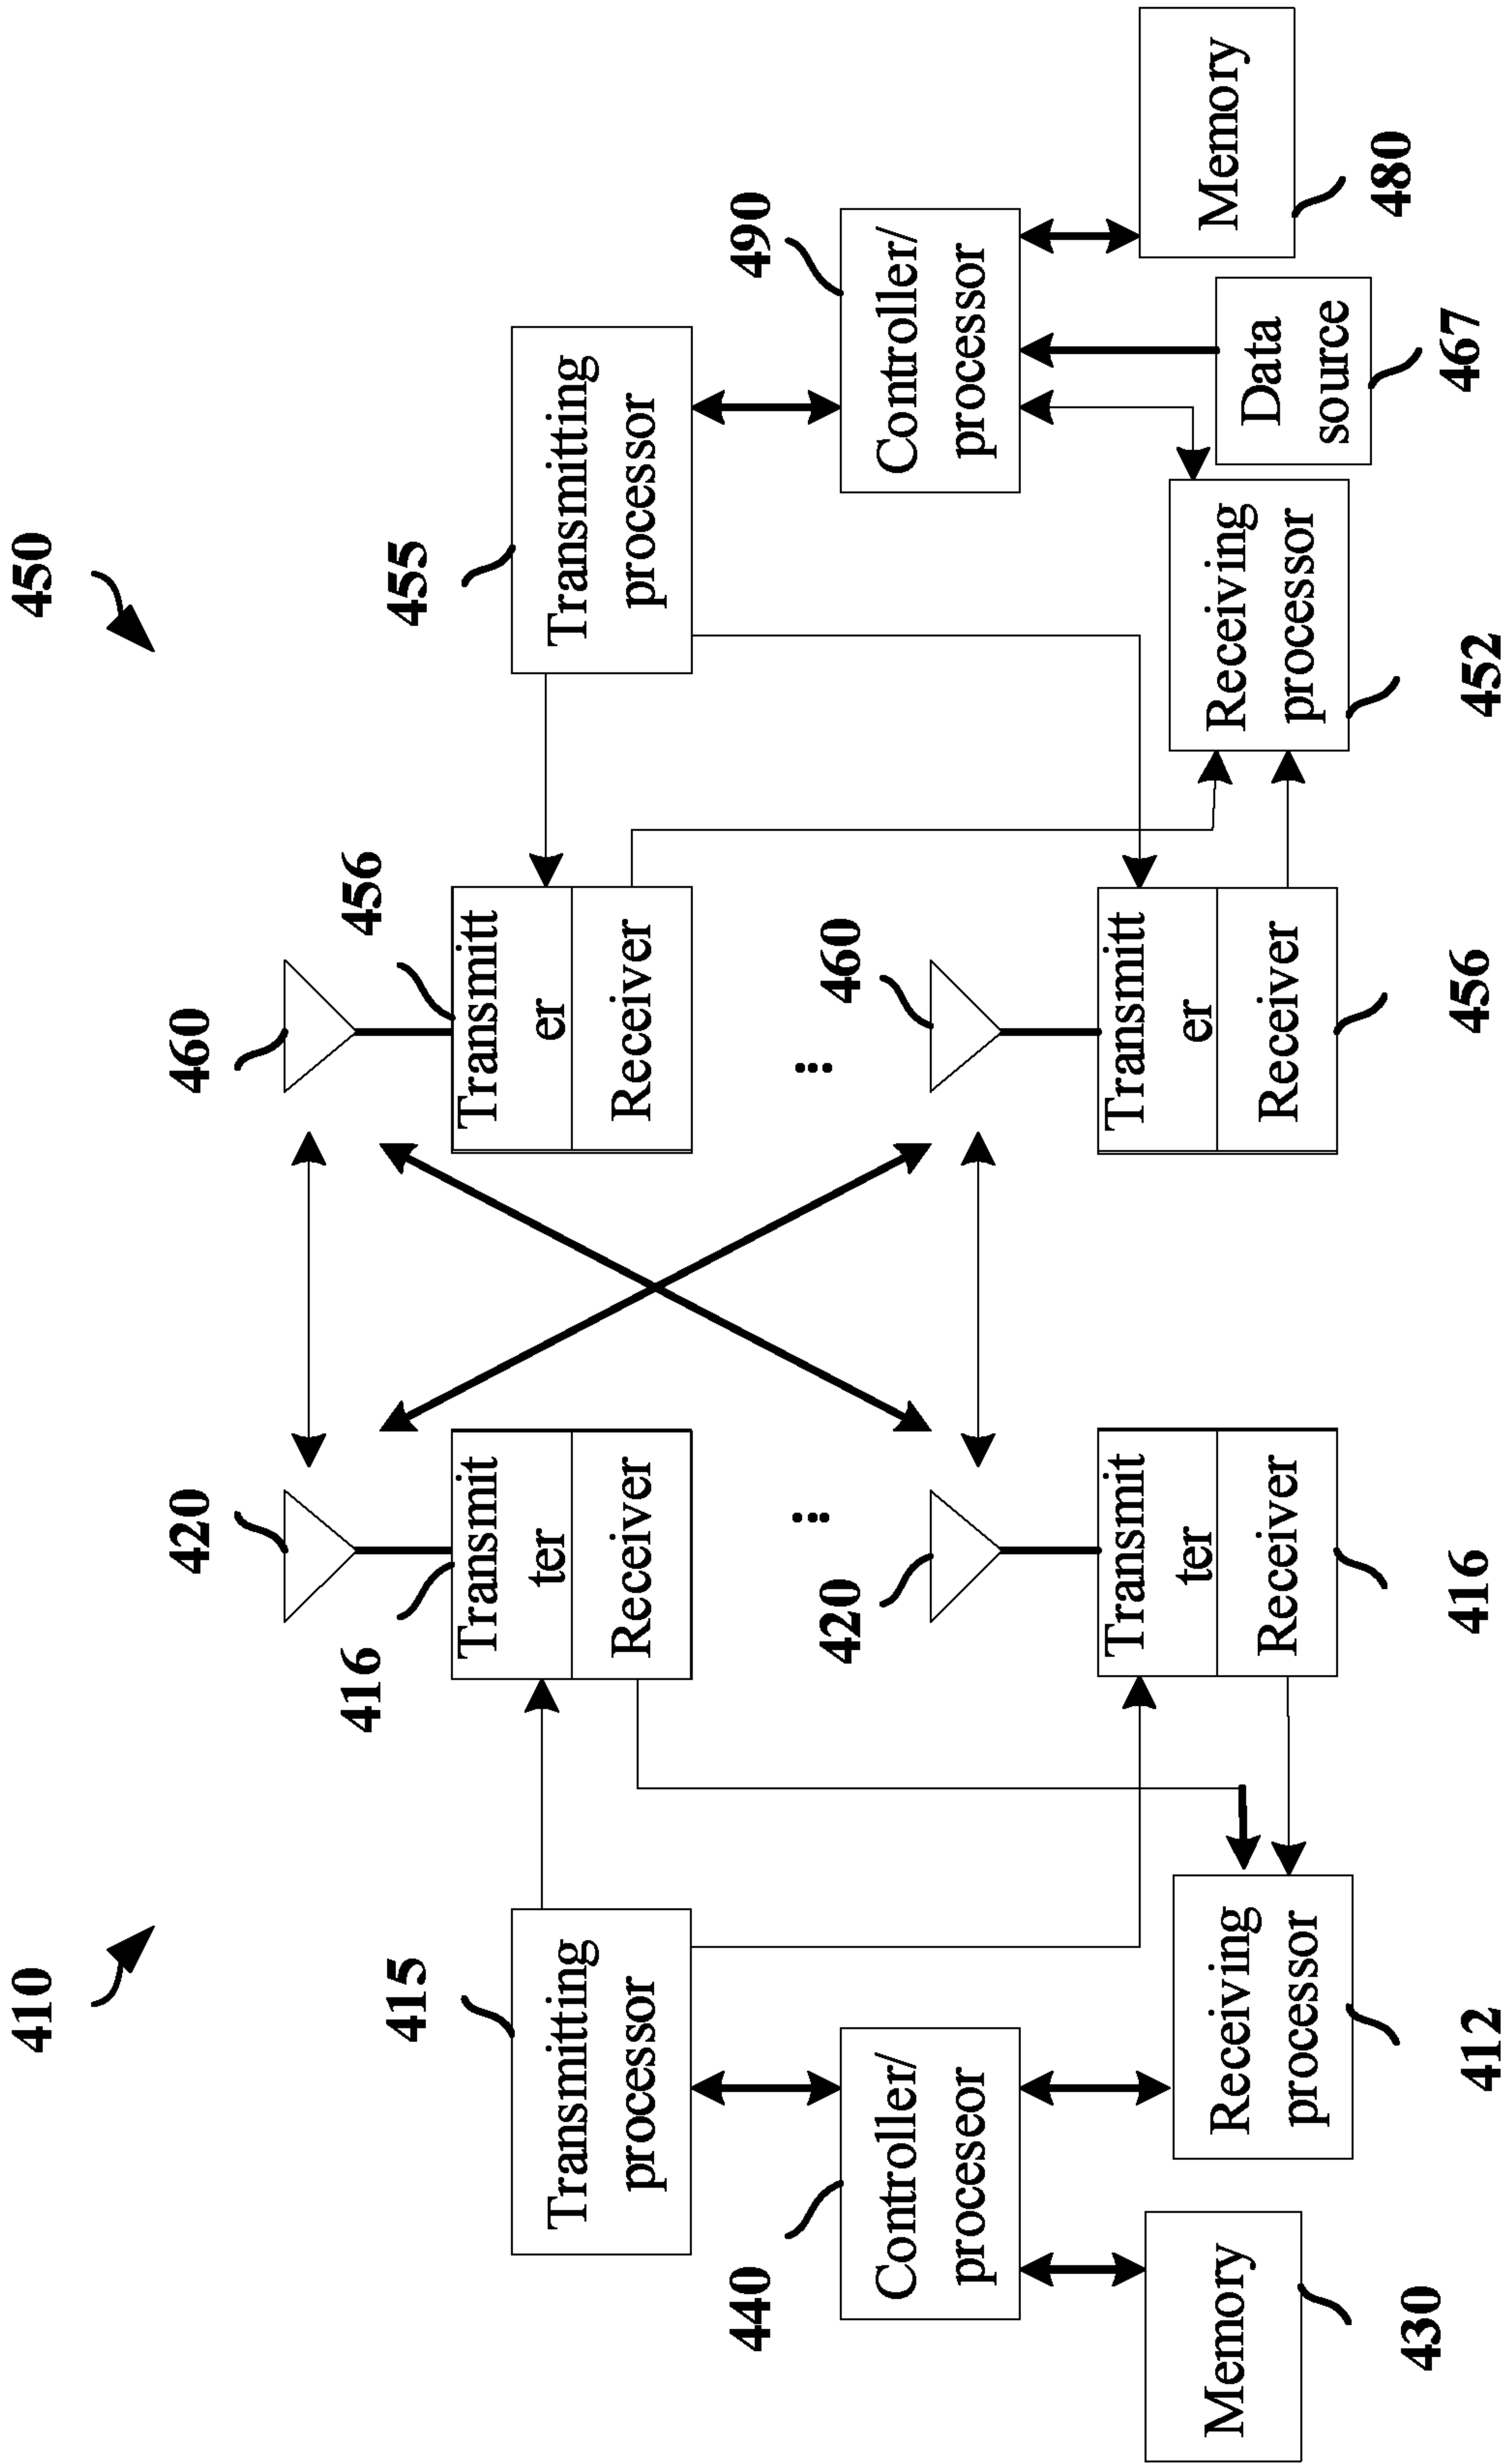 410
450
420
460
415
416
456
455
Transmitting
processor
Transmit
ter
Receiver
Transmitt
er
Receiver
Transmitting
processor
440
Controller/
proceseor
420
460
490
Controller/
processor
...
...
Memory
430
Receiving
processor
412
Transmit
ter
Receiver
416
Transmitt
er
Receiver
456
Receiving
processor
452
Data
source
467
Memory
480